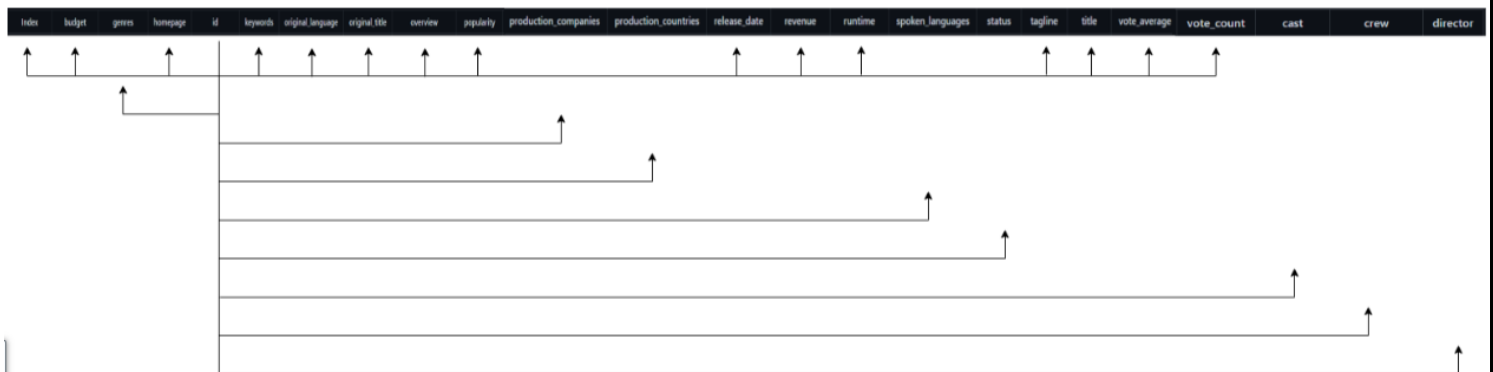 Index budget genres homepage id keywords original_language original_title overview popularity production_companies production_countries release_date revenue runtime spoken_languages status tagline title vote_average vote_count cast crew director